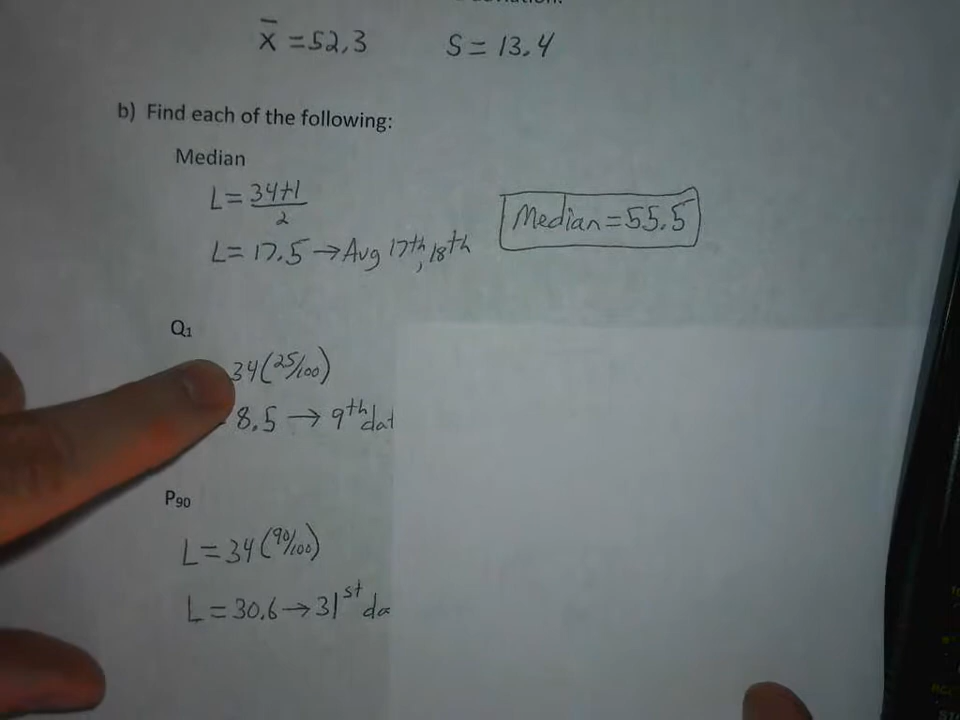 x̄ = 52.3 S = 13.4
b) Find each of the following:
Median
L = 34+1/2
L = 17.5 → Avg 17th, 18th
Median = 55.5
Q1
34(25/100)
8.5 → 9th dat
P90
L = 34(90/100)
L = 30.6 → 31st da